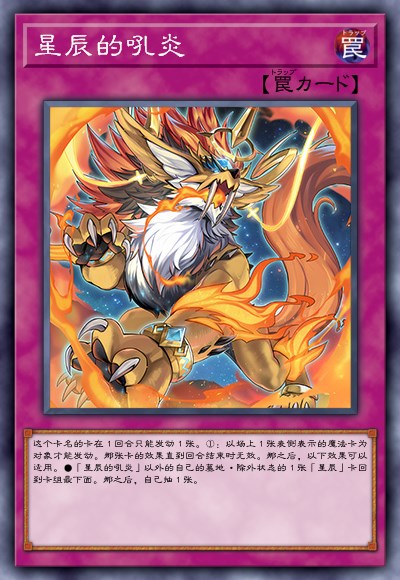 星辰的吼炎
トラップ
罠
トラップ
【罠カード】
这个卡名的卡在1回合只能发动1张。①：以场上1张表侧表示的魔法卡为
对象才能发动。那张卡的效果直到回合结束时无效。那之后，以下效果可以
适用。●「星辰的吼炎」以外的自己的墓地·除外状态的1张「星辰」卡回
到卡组最下面。那之后，自己抽1张。